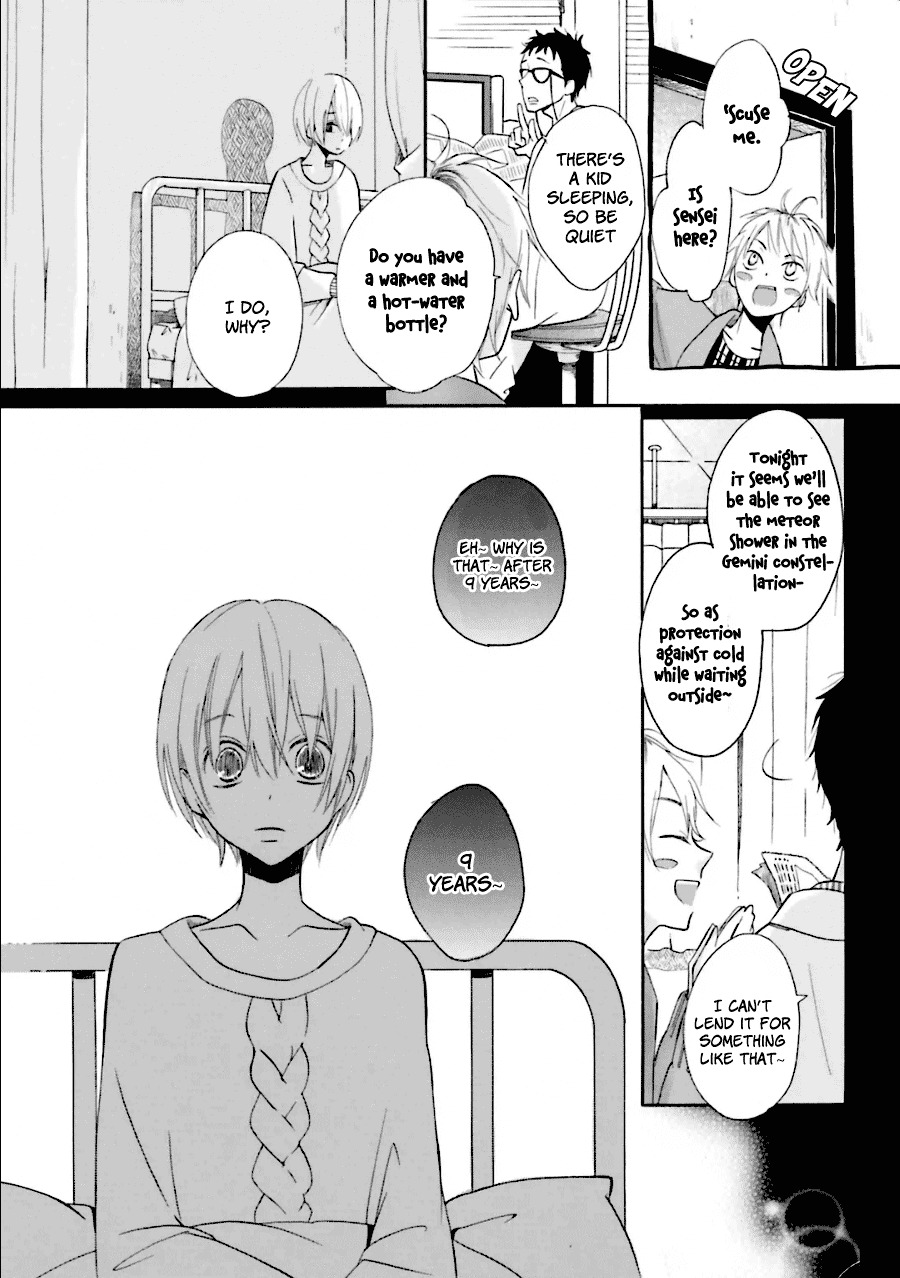 OPEN
'SCUSE
ME.
IS
SENSEI
HERE?
THERE'S
A KID
SLEEPING,
SO BE
QUIET
Do you have
a warmer and
a hot-water
bottle?
I DO,
WHY?
TONIGHT
IT SEEMS WE'LL
BE ABLE TO SEE
THE METEOR
SHOWER IN THE
GEMINI CONSTEL-
LATION-
SO AS
PROTECTION
AGAINST COLD
WHILE WAITING
OUTSIDE~
I CAN'T
LEND IT FOR
SOMETHING
LIKE THAT~
EH~ WHY IS
THAT~ AFTER
9 YEARS~
9
YEARS~